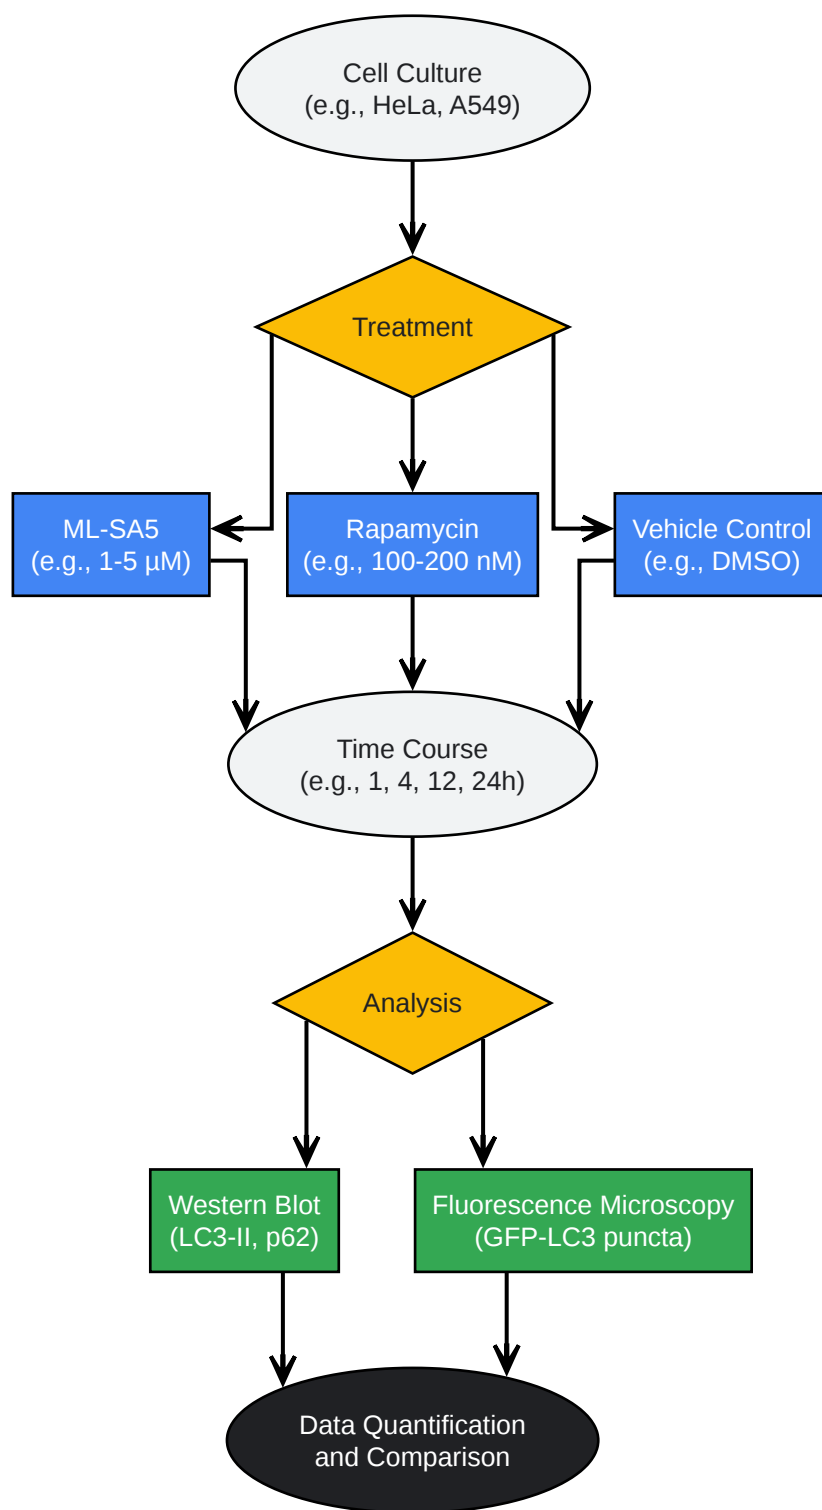 Cell Culture
(e.g., HeLa, A549)
Treatment
ML-SA5
(e.g., 1-5 µM)
Rapamycin
(e.g., 100-200 nM)
Vehicle Control
(e.g., DMSO)
Time Course
(e.g., 1, 4, 12, 24h)
Analysis
Western Blot
(LC3-II, p62)
Fluorescence Microscopy
(GFP-LC3 puncta)
Data Quantification
and Comparison